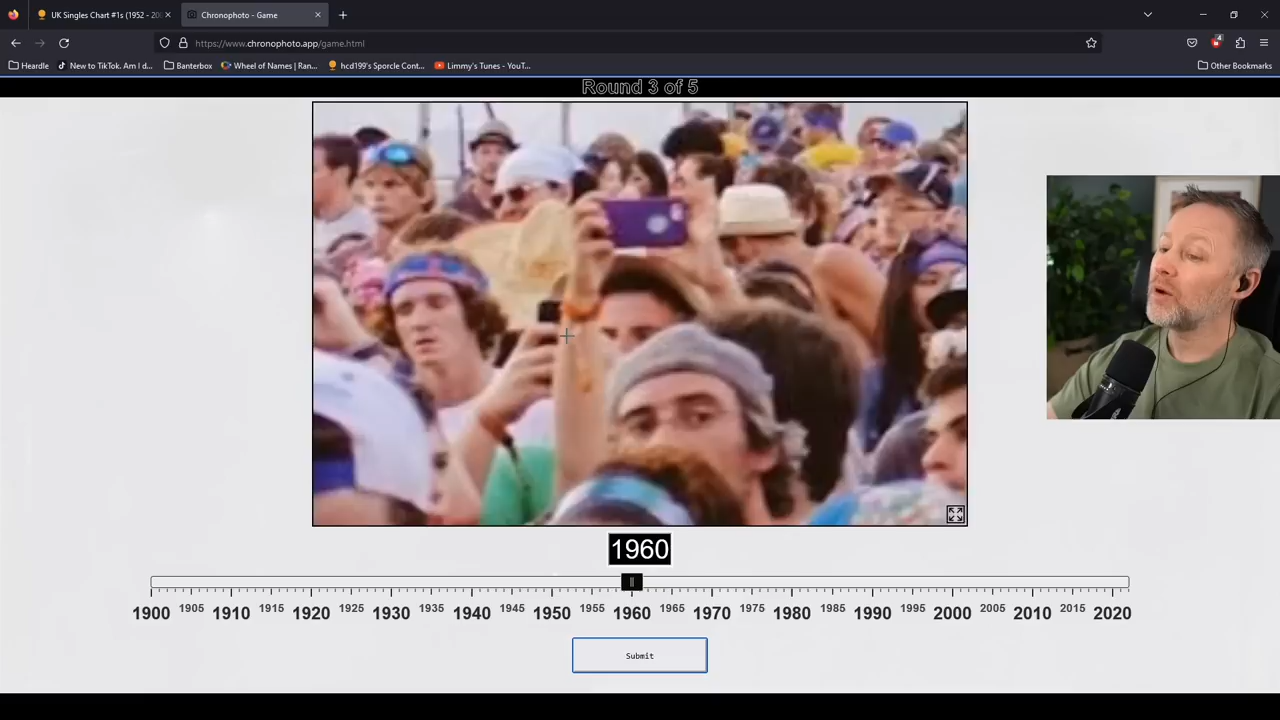 UK Singles Chart #1s (1952 - 20
Chronophoto - Game
https://www.chronophoto.app/game.html
4
Heardle
New to TikTok. Am I d...
Banterbox
Wheel of Names | Ran...
hcd199's Sporcle Cont...
Limmy's Tunes - YouT...
Other Bookmarks
Round 3 of 5
1960
1900 1905 1910 1915 1920 1925 1930 1935 1940 1945 1950 1955 1960 1965 1970 1975 1980 1985 1990 1995 2000 2005 2010 2015 2020
Submit